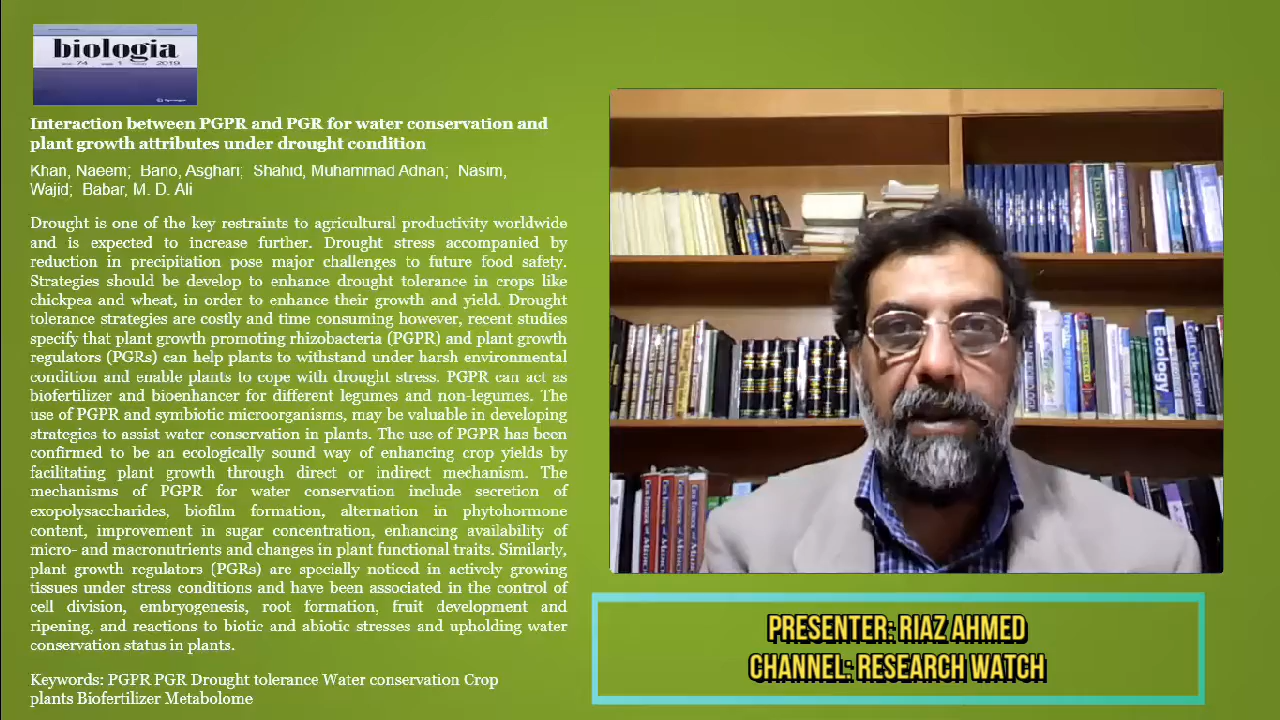 biologia
74 1 2019
Springer
Interaction between PGPR and PGR for water conservation and
plant growth attributes under drought condition
Khan, Naeem; Bano, Asghari; Shahid, Muhammad Adnan; Nasim,
Wajid; Babar, M. D. Ali
Drought is one of the key restraints to agricultural productivity worldwide
and is expected to increase further. Drought stress accompanied by
reduction in precipitation pose major challenges to future food safety.
Strategies should be develop to enhance drought tolerance in crops like
chickpea and wheat, in order to enhance their growth and yield. Drought
tolerance strategies are costly and time consuming however, recent studies
specify that plant growth promoting rhizobacteria (PGPR) and plant growth
regulators (PGRs) can help plants to withstand under harsh environmental
condition and enable plants to cope with drought stress. PGPR can act as
biofertilizer and bioenhancer for different legumes and non-legumes. The
use of PGPR and symbiotic microorganisms, may be valuable in developing
strategies to assist water conservation in plants. The use of PGPR has been
confirmed to be an ecologically sound way of enhancing crop yields by
facilitating plant growth through direct or indirect mechanism. The
mechanisms of PGPR for water conservation include secretion of
exopolysaccharides, biofilm formation, alternation in phytohormone
content, improvement in sugar concentration, enhancing availability of
micro- and macronutrients and changes in plant functional traits. Similarly,
plant growth regulators (PGRs) are specially noticed in actively growing
tissues under stress conditions and have been associated in the control of
cell division, embryogenesis, root formation, fruit development and
ripening, and reactions to biotic and abiotic stresses and upholding water
conservation status in plants.
Keywords: PGPR PGR Drought tolerance Water conservation Crop
plants Biofertilizer Metabolome
Toxicology
Ecology
Cell Cycle Control
PRESENTER: RIAZ AHMED
CHANNEL: RESEARCH WATCH